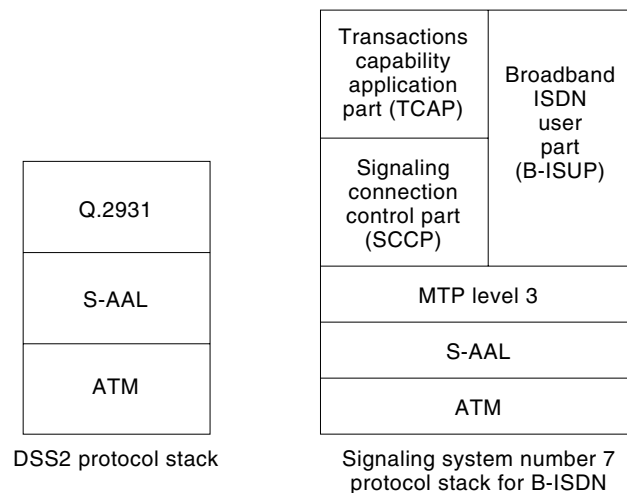 Q.2931
S-AAL
ATM
DSS2 protocol stack
Transactions
capability
application
part (TCAP)
Signaling
connection
control part
(SCCP)
Broadband
ISDN
user
part
(B-ISUP)
MTP level 3
S-AAL
ATM
Signaling system number 7
protocol stack for B-ISDN